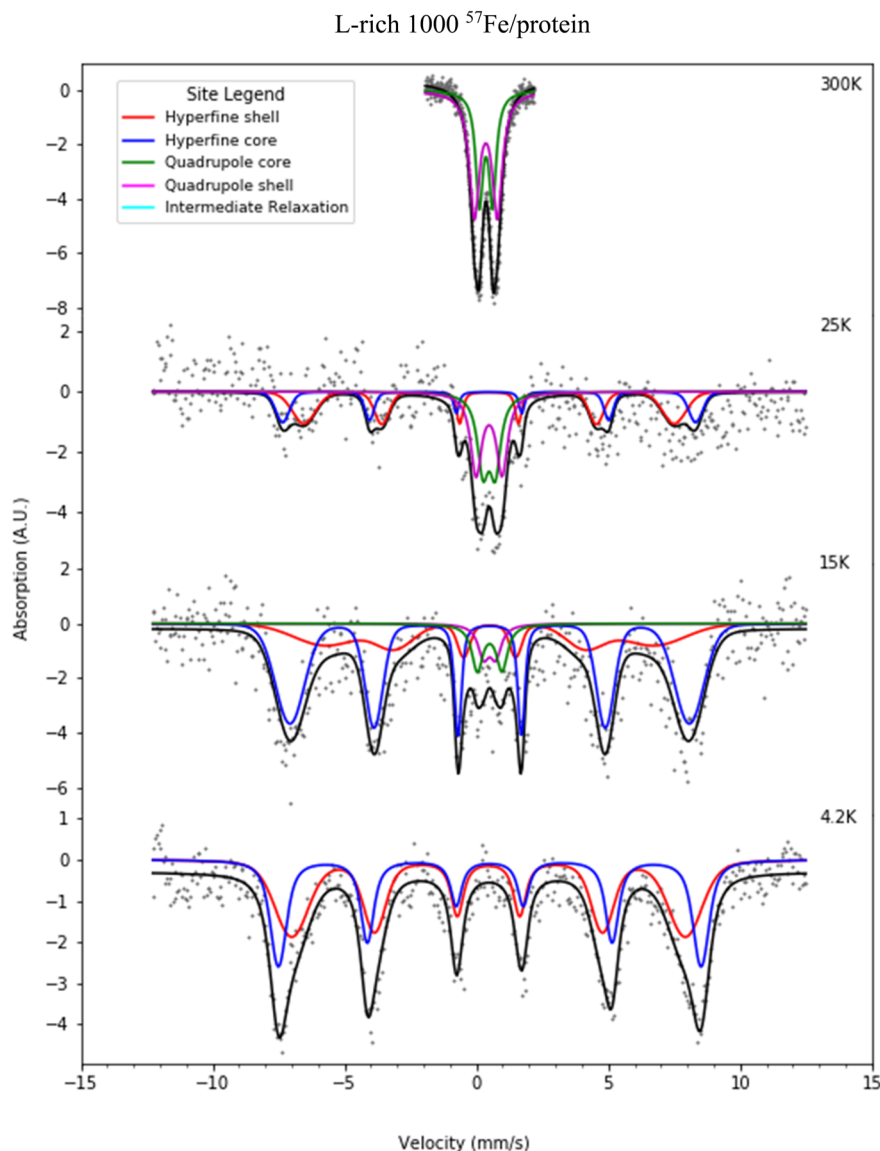 L-rich 1000 ⁵⁷Fe/protein
Site Legend
Hyperfine shell
Hyperfine core
Quadrupole core
Quadrupole shell
Intermediate Relaxation
300K
0
−2
−4
−6
−8
25K
2
0
−2
−4
15K
2
0
−2
−4
−6
4.2K
1
0
−1
−2
−3
−4
Absorption (A.U.)
−15 −10 −5 0 5 10 15
Velocity (mm/s)